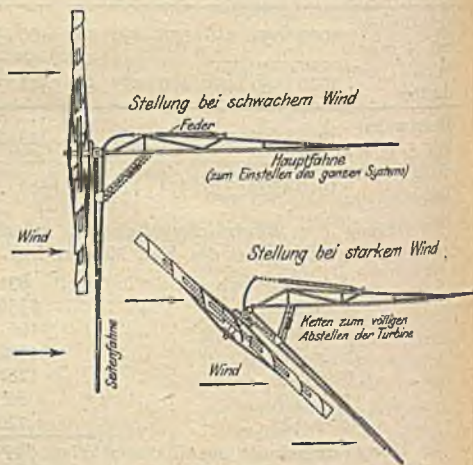 Stellung bei schwachem Wind
Feder
Hauptfahne
(zum Einstellen des ganzen Systems)
Wind
Stellung bei starkem Wind
Ketten zum völligen
Abstellen der Turbine
Seitenfahne
Wind